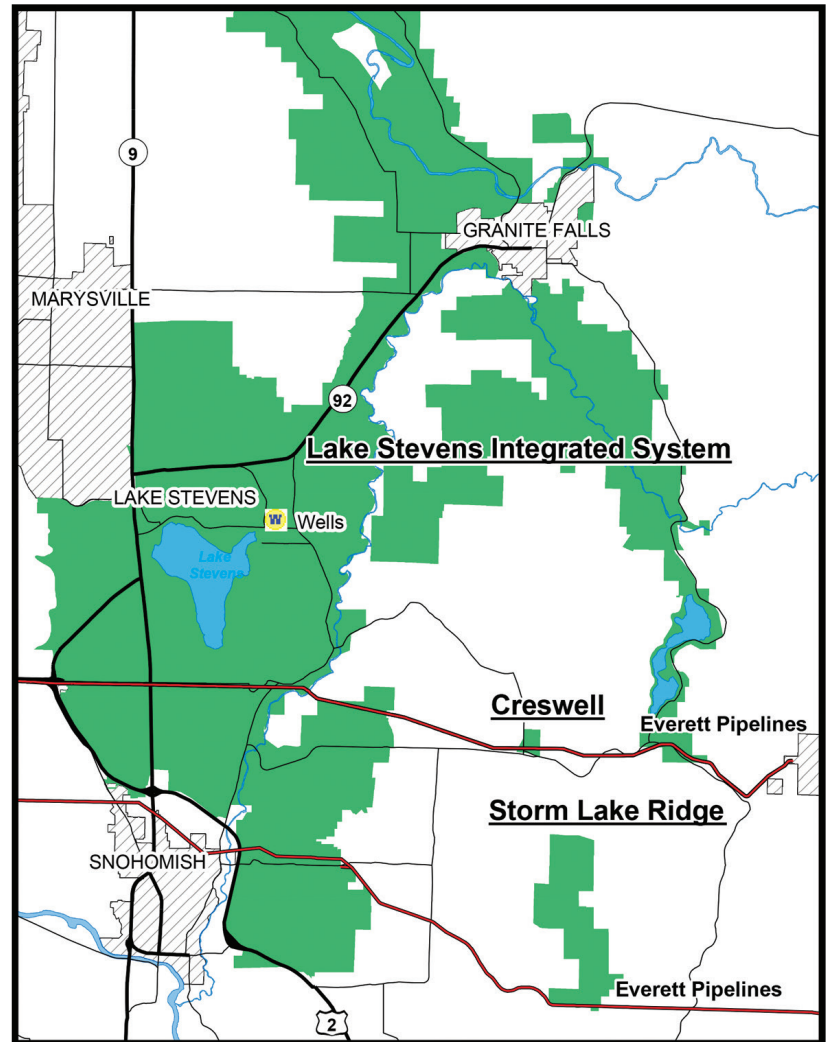 9
GRANITE FALLS
MARYSVILLE
92
Lake Stevens Integrated System
LAKE STEVENS
W Wells
Lake
Stevens
Creswell
Everett Pipelines
Storm Lake Ridge
SNOHOMISH
Everett Pipelines
2